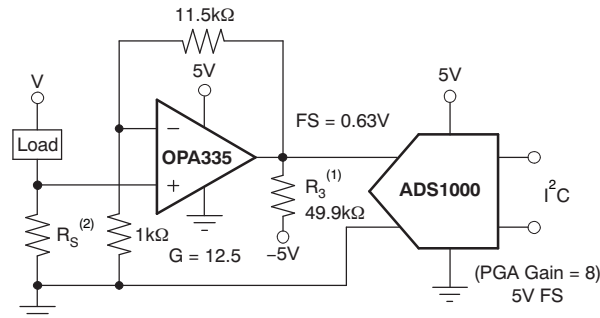 11.5kΩ
V
5V
5V
FS = 0.63V
Load
−
OPA335
+
R3(1)
49.9kΩ
ADS1000
I2C
RS(2)
1kΩ
G = 12.5
−5V
(PGA Gain = 8)
5V FS